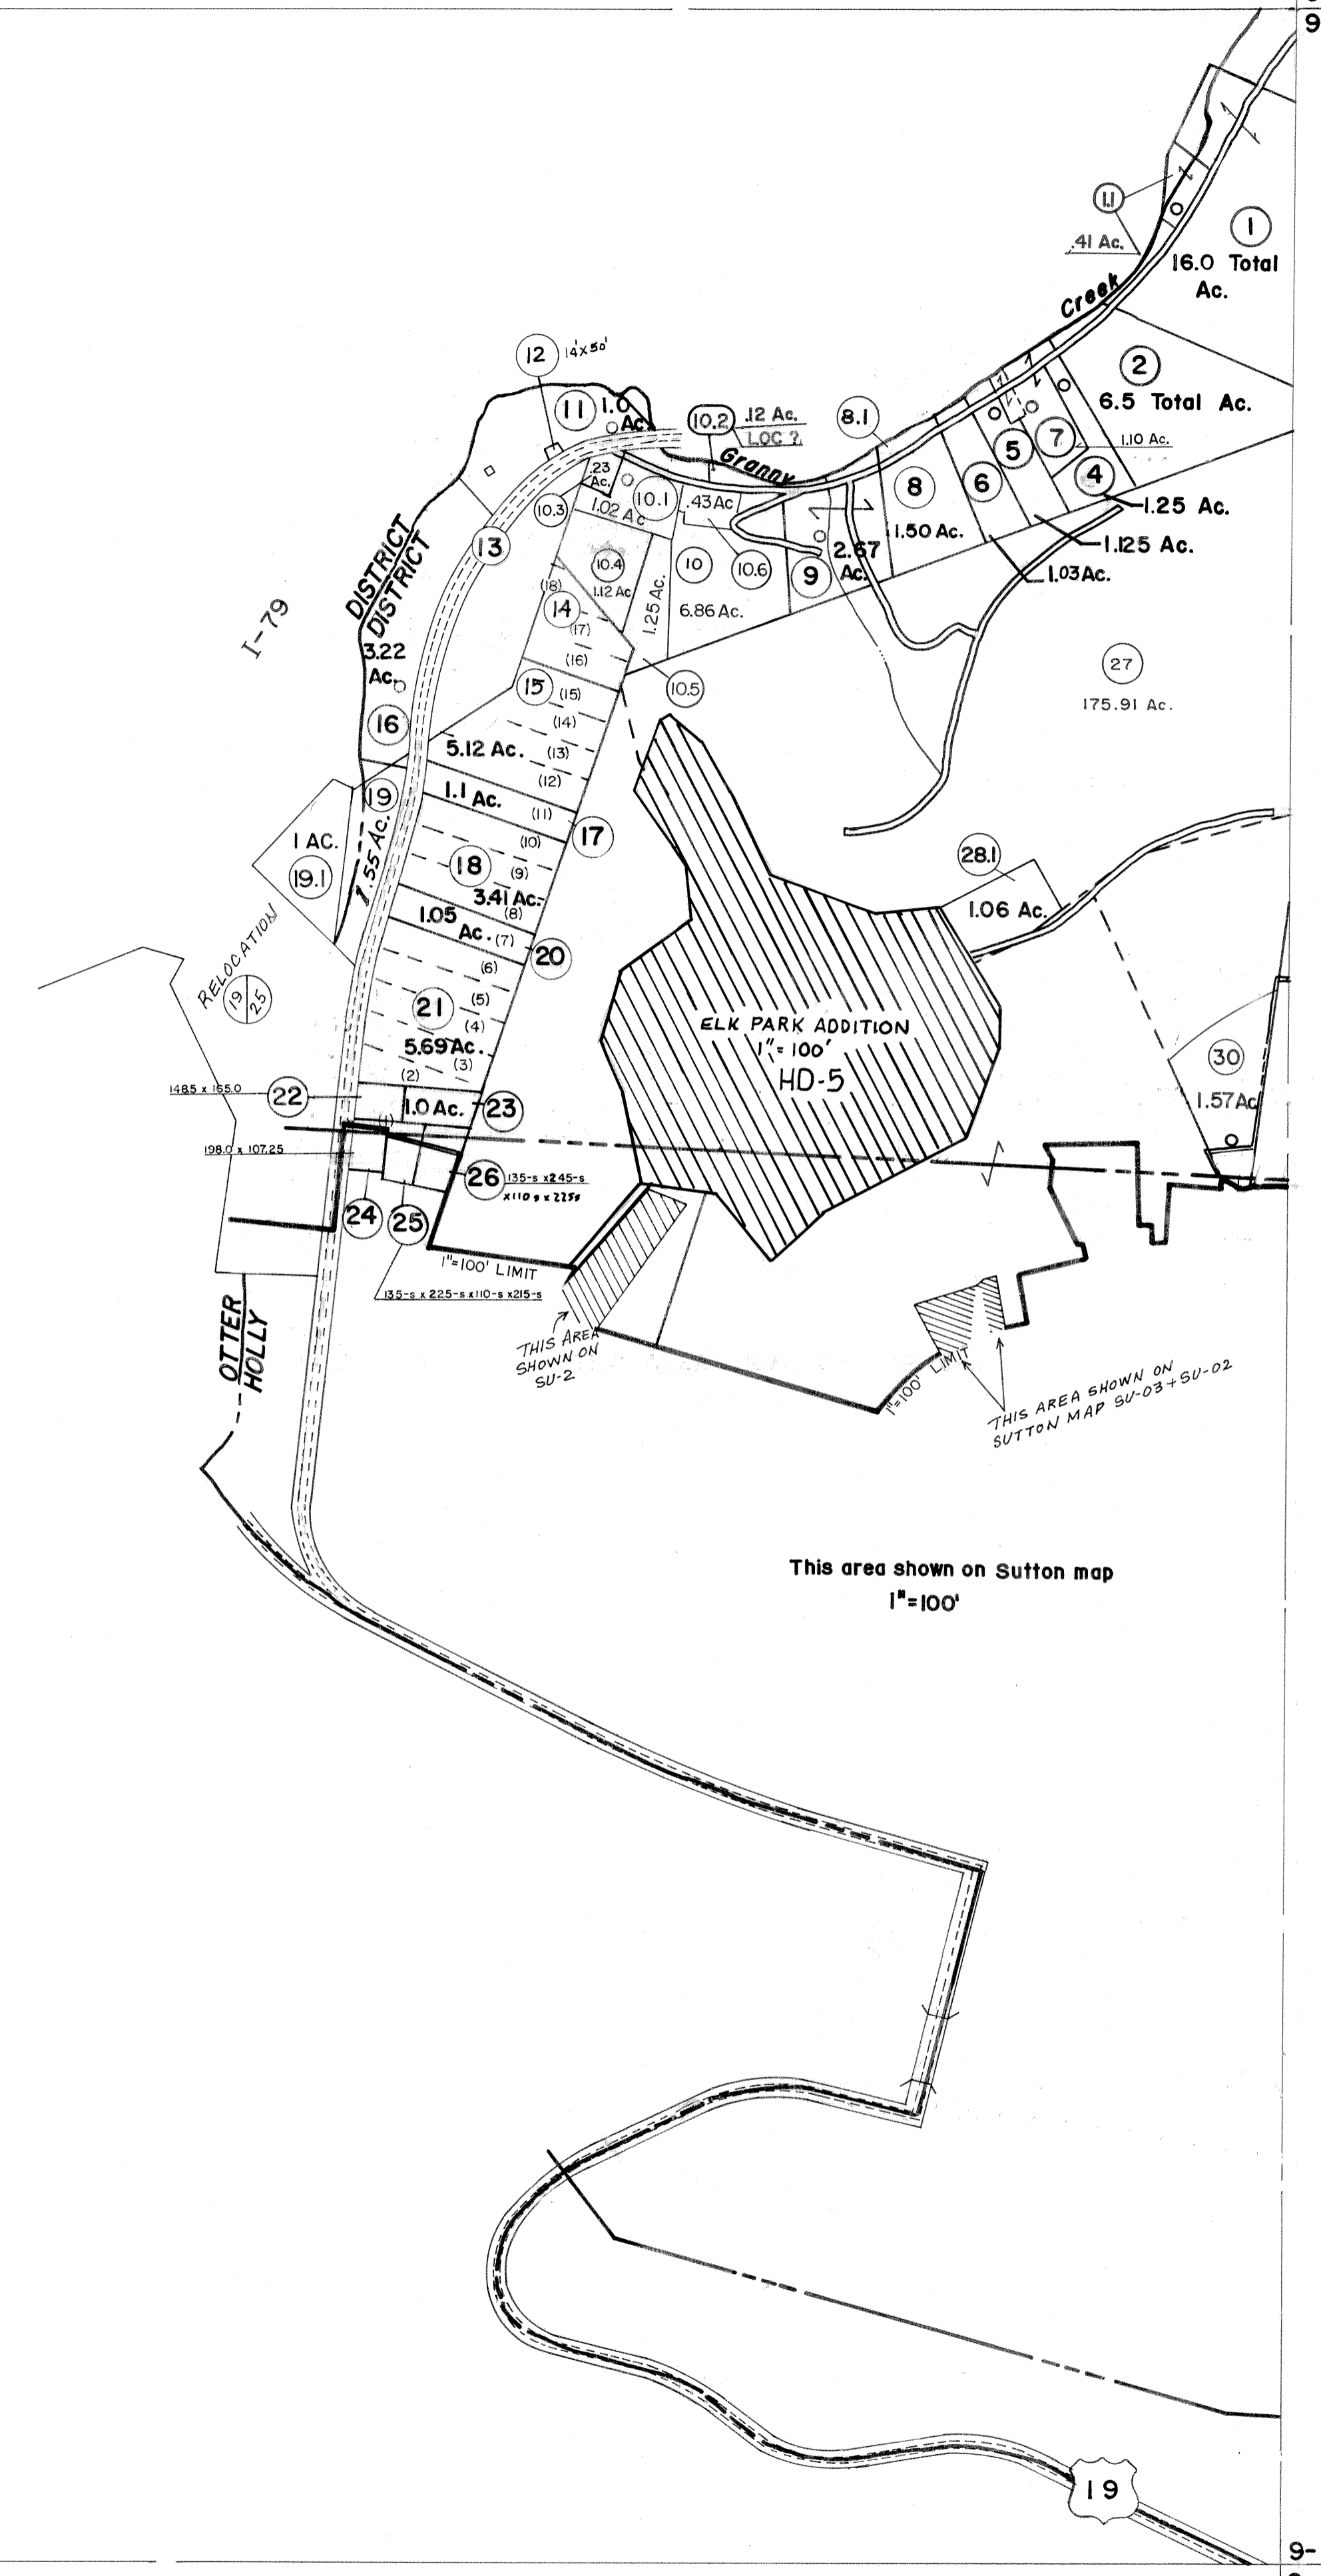 9
1.1
.41 Ac.
1
16.0 Total
Ac.
Creek
2
6.5 Total Ac.
12
14'x50'
11
1.0
Ac.
10.2
.12 Ac.
LOC ?
8.1
Granny
5
7
1.10 Ac.
4
1.25 Ac.
6
8
1.50 Ac.
1.125 Ac.
1.03 Ac.
.23
Ac.
10.3
10.1
1.02 Ac
.43 Ac
10.4
1.12 Ac
10
10.6
6.86 Ac.
1.25 Ac.
9
2.67
Ac.
10.5
13
DISTRICT
DISTRICT
I-79
(18)
14
(17)
(16)
3.22
Ac.
16
15
(15)
(14)
5.12 Ac.
(13)
(12)
27
175.91 Ac.
19
1.55 Ac.
1.1 Ac.
(11)
17
(10)
1 AC.
19.1
18
(9)
3.41 Ac.
(8)
1.05
Ac.
(7)
20
(6)
28.1
1.06 Ac.
RELOCATION
19
25
21
(5)
(4)
5.69 Ac.
(3)
(2)
ELK PARK ADDITION
1"=100'
HD-5
30
1.57 Ac
148.5 x 165.0
22
1.0 Ac.
23
(1)
198.0 x 107.25
24
25
26
135-s x 245-s
x110 s x 225s
1"=100' LIMIT
135-s x 225-s x 110-s x 215-s
OTTER
HOLLY
THIS AREA
SHOWN ON
SU-2
1"=100' LIMIT
THIS AREA SHOWN ON
SUTTON MAP SU-03+SU-02
This area shown on Sutton map
1"=100'
19
9-